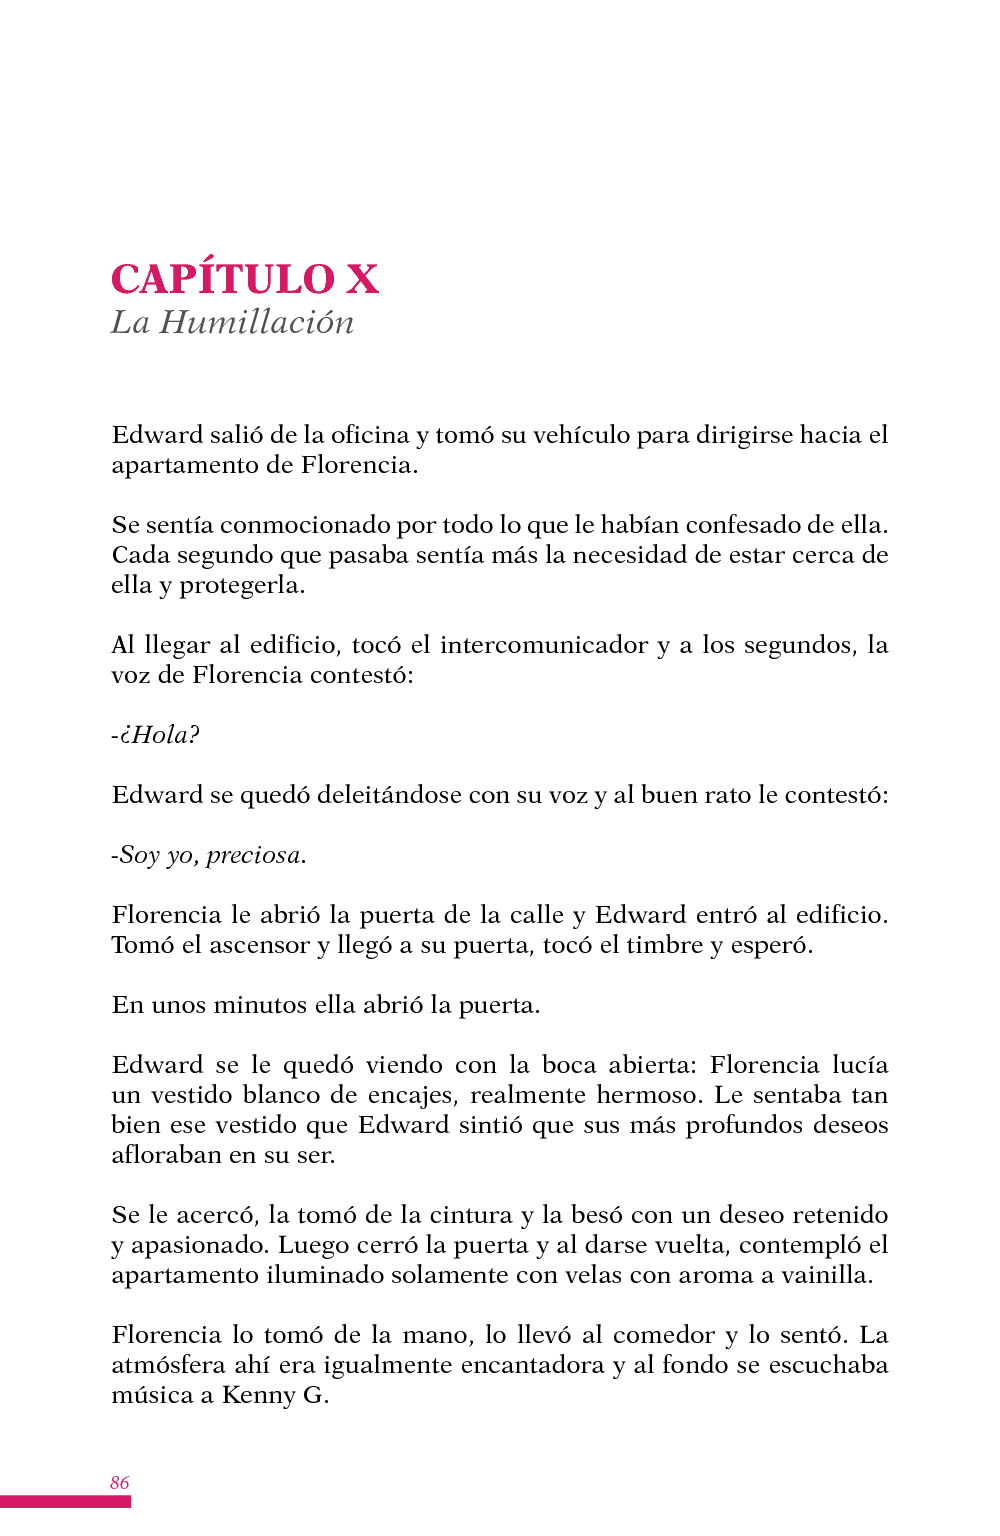 CAPÍTULO X
La Humillación
Edward salió de la oficina y tomó su vehículo para dirigirse hacia el
apartamento de Florencia.
Se sentía conmocionado por todo lo que le habían confesado de ella.
Cada segundo que pasaba sentía más la necesidad de estar cerca de
ella y protegerla.
Al llegar al edificio, tocó el intercomunicador y a los segundos, la
voz de Florencia contestó:
-¿Hola?
Edward se quedó deleitándose con su voz y al buen rato le contestó:
-Soy yo, preciosa.
Florencia le abrió la puerta de la calle y Edward entró al edificio.
Tomó el ascensor y llegó a su puerta, tocó el timbre y esperó.
En unos minutos ella abrió la puerta.
Edward se le quedó viendo con la boca abierta: Florencia lucía
un vestido blanco de encajes, realmente hermoso. Le sentaba tan
bien ese vestido que Edward sintió que sus más profundos deseos
afloraban en su ser.
Se le acercó, la tomó de la cintura y la besó con un deseo retenido
y apasionado. Luego cerró la puerta y al darse vuelta, contempló el
apartamento iluminado solamente con velas con aroma a vainilla.
Florencia lo tomó de la mano, lo llevó al comedor y lo sentó. La
atmósfera ahí era igualmente encantadora y al fondo se escuchaba
música a Kenny G.
86